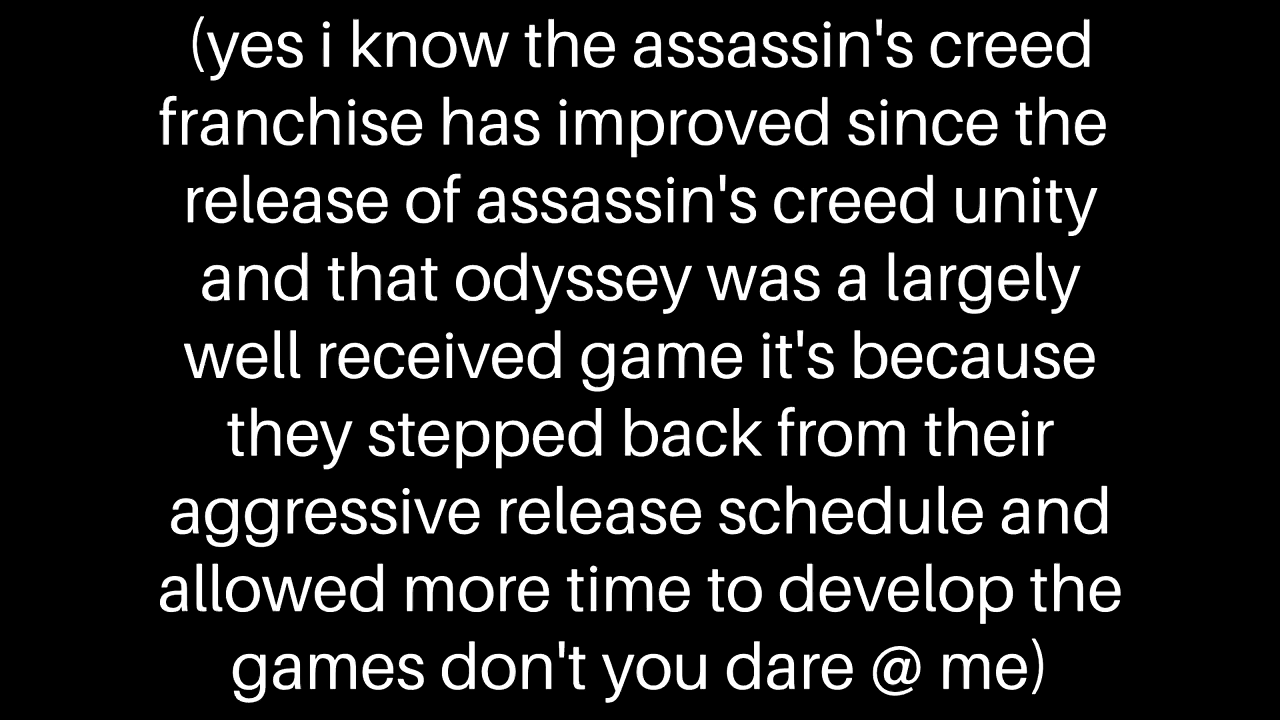 (yes i know the assassin's creed
franchise has improved since the
release of assassin's creed unity
and that odyssey was a largely
well received game it's because
they stepped back from their
aggressive release schedule and
allowed more time to develop the
games don't you dare @ me)